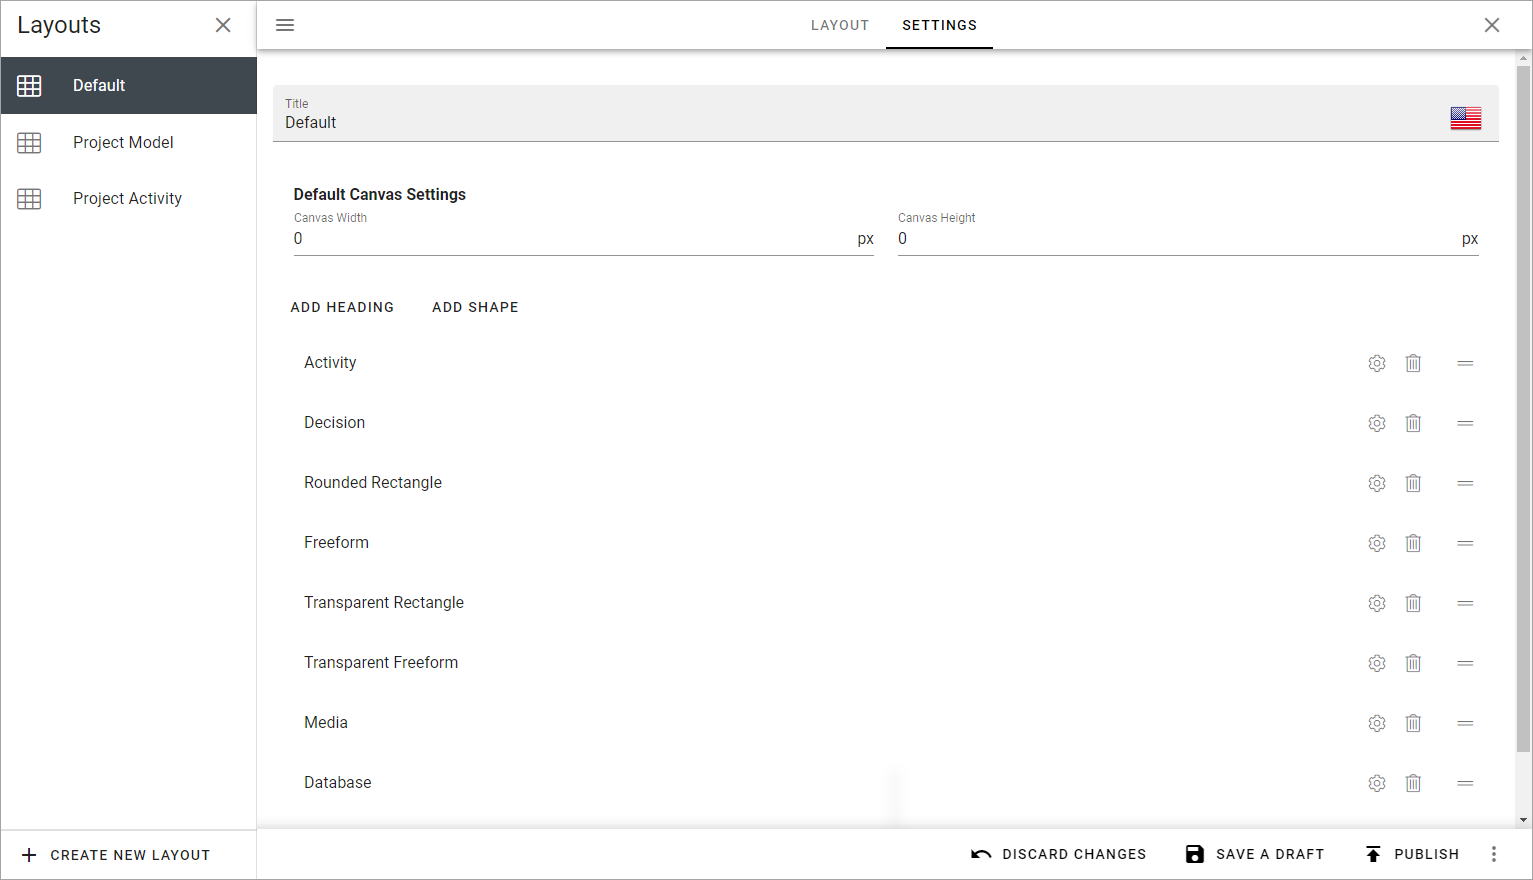 Layouts
LAYOUT
SETTINGS
Default
Project Model
Project Activity
CREATE NEW LAYOUT
Title
Default
Default Canvas Settings
Canvas Width
0 px
Canvas Height
0 px
ADD HEADING
ADD SHAPE
Activity
Decision
Rounded Rectangle
Freeform
Transparent Rectangle
Transparent Freeform
Media
Database
DISCARD CHANGES
SAVE A DRAFT
PUBLISH